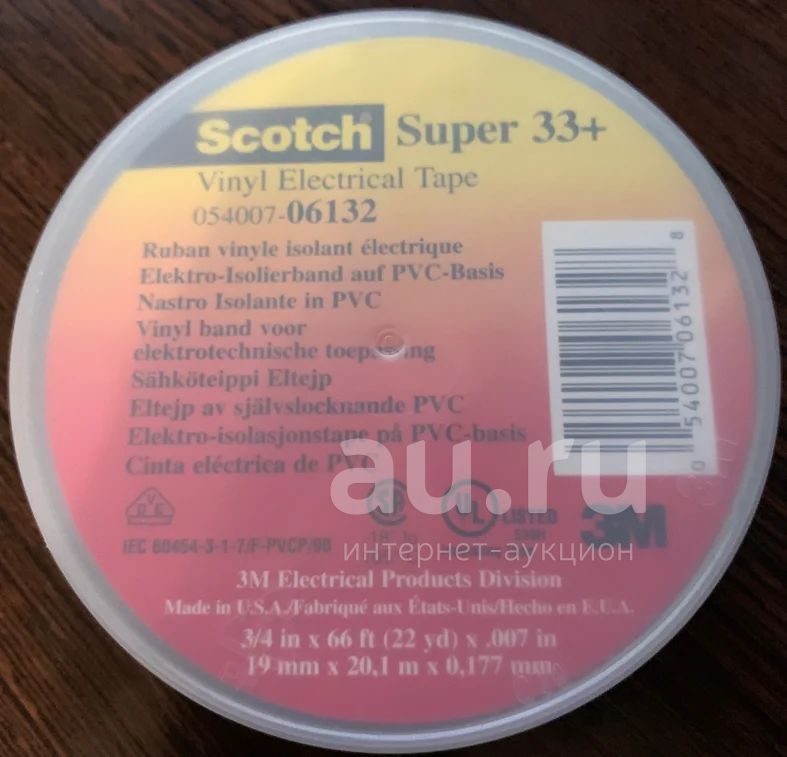 Scotch® Super 33+
Vinyl Electrical Tape
054007-06132
Ruban vinyle isolant électrique
Elektro-Isolierband auf PVC-Basis
Nastro Isolante in PVC
Vinyl band voor
elektrotechnische toepassing
Sähköteippi Eltejp
Eltejp av självslocknande PVC
Elektro-isolasjonstape på PVC-basis
Cinta eléctrica de PVC
0 54007 06132 8
au.ru
интернет-аукцион
VDE
UL LISTED
3M
IEC 60454-3-1-7/F-PVCP/90
3M Electrical Products Division
Made in U.S.A./Fabriqué aux États-Unis/Hecho en E.U.A.
3/4 in x 66 ft (22 yd) x .007 in
19 mm x 20,1 m x 0,177 mm